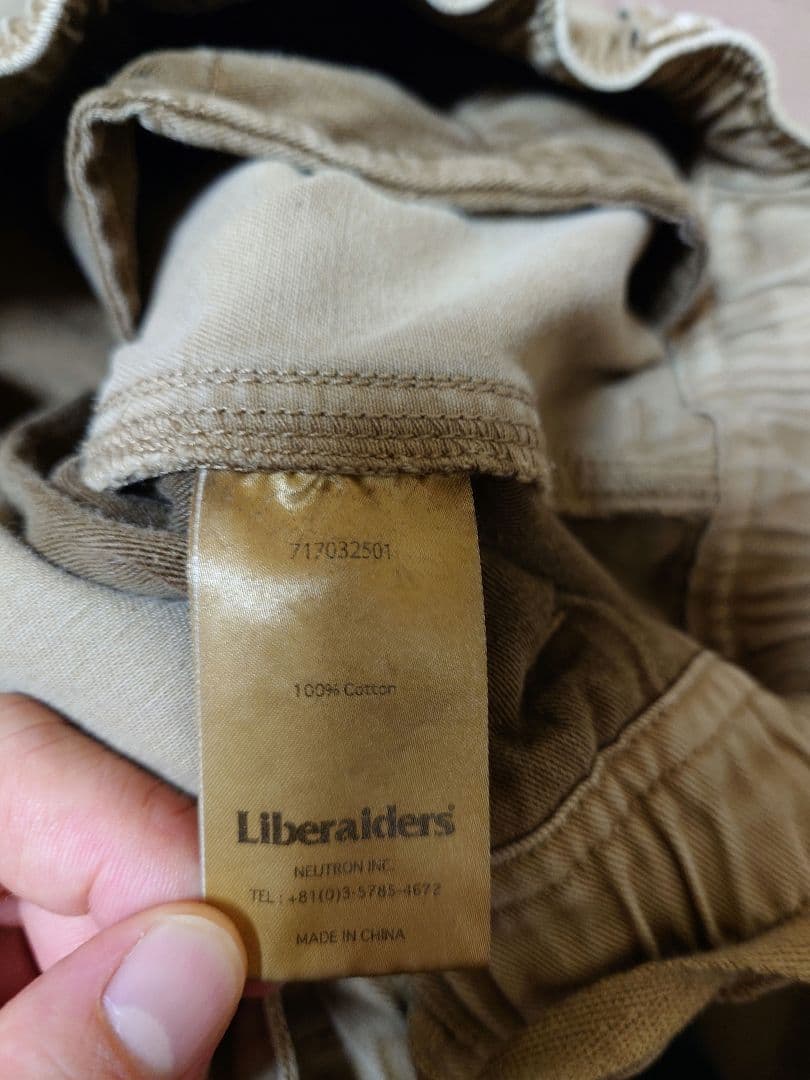 717032501
100% Cotton
Liberaiders
NEUTRON INC.
TEL : +81(0)3-5785-4672
MADE IN CHINA